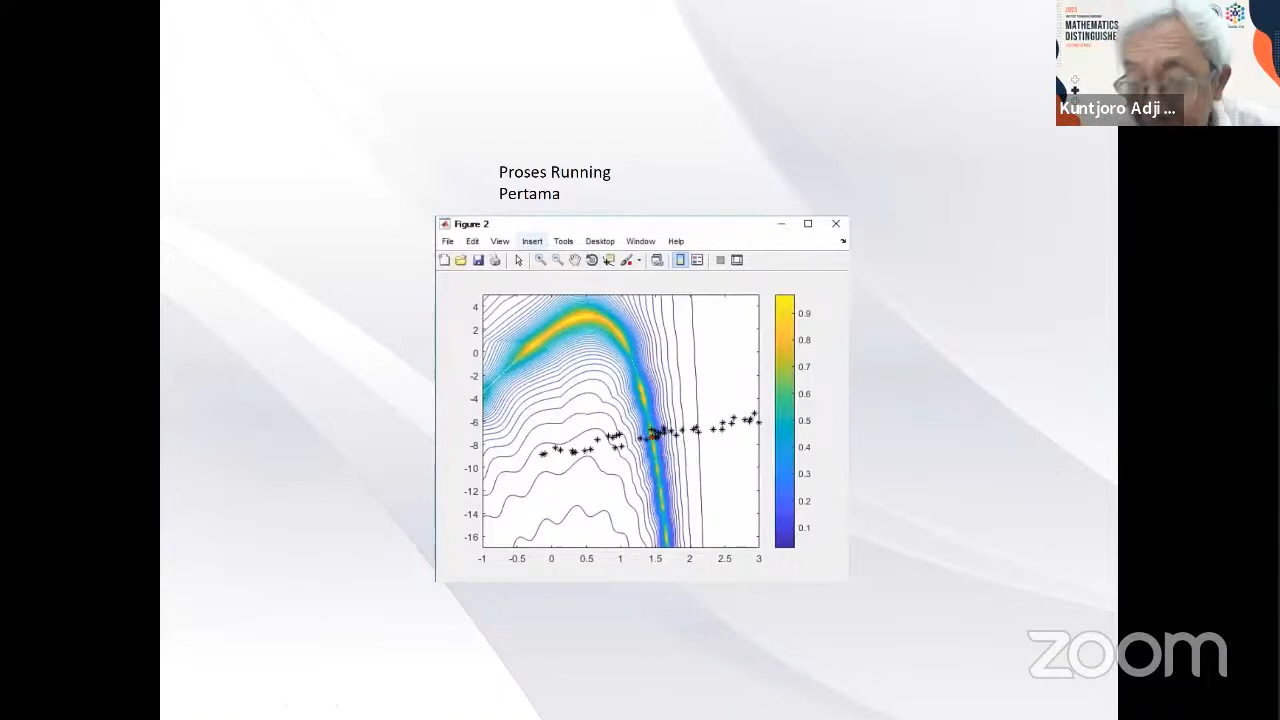 2023
MATHEMATICS
DISTINGUISHE
Kuntjoro Adji ...
Proses Running
Pertama
Figure 2
File Edit View Insert Tools Desktop Window Help
4
2
0
-2
-4
-6
-8
-10
-12
-14
-16
-1 -0.5 0 0.5 1 1.5 2 2.5 3
0.9
0.8
0.7
0.6
0.5
0.4
0.3
0.2
0.1
zoom